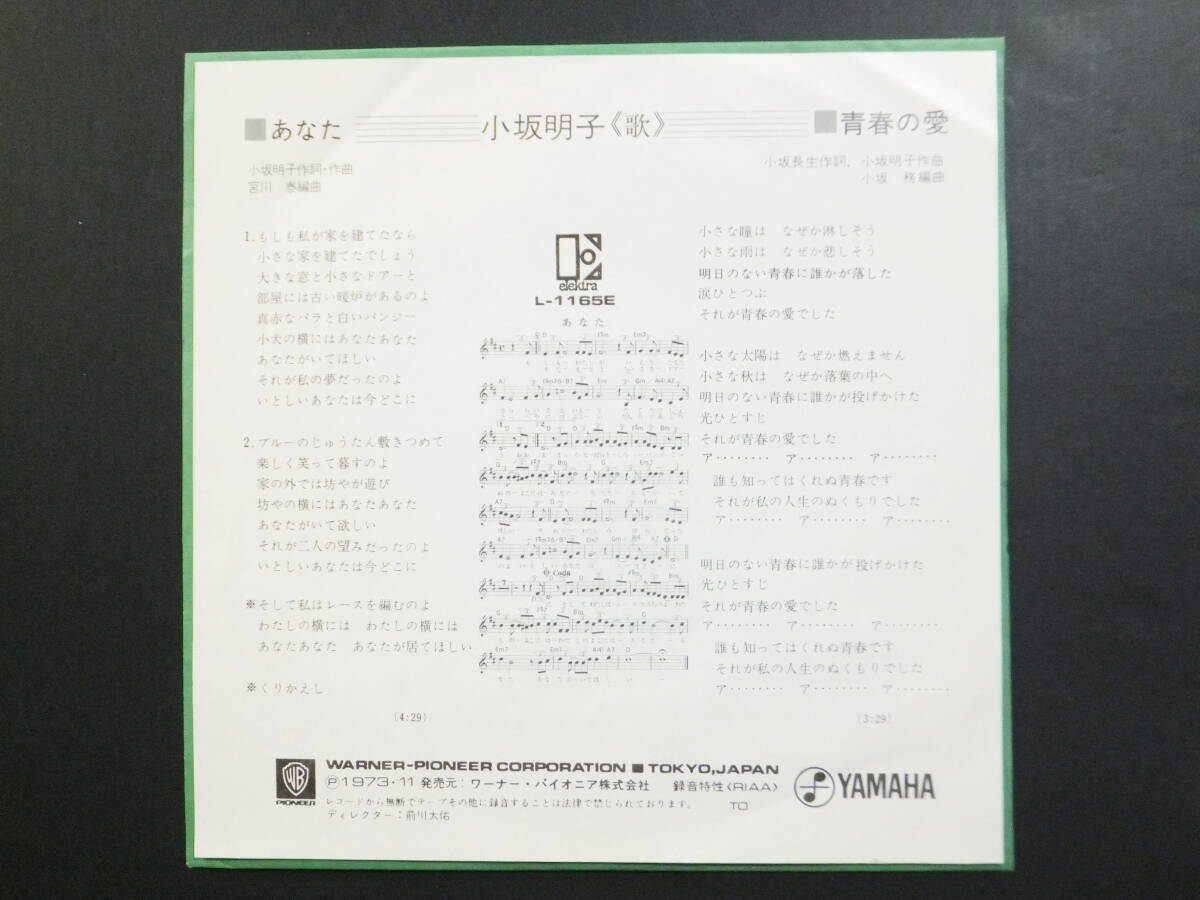 ■あなた
小坂明子《歌》
■青春の愛
小坂明子作詞・作曲
宮川　泰編曲
小坂長生作詞、小坂明子作曲
小坂　務編曲
1. もしも私が家を建てたなら
小さな家を建てたでしょう
大きな窓と小さなドアーと
部屋には古い暖炉があるのよ
真赤なバラと白いパンジー
小犬の横にはあなたあなた
あなたがいてほしい
それが私の夢だったのよ
いとしいあなたは今どこに
2. ブルーのじゅうたん敷きつめて
楽しく笑って暮すのよ
家の外では坊やが遊び
坊やの横にはあなたあなた
あなたがいて欲しい
それが二人の望みだったのよ
いとしいあなたは今どこに
※そして私はレースを編むのよ
わたしの横には　わたしの横には
あなたあなた　あなたが居てほしい
※くりかえし
(4:29)
elektra
L-1165E
あなた
Coda
小さな瞳は　なぜか淋しそう
小さな雨は　なぜか悲しそう
明日のない青春に誰かが落した
涙ひとつぶ
それが青春の愛でした
小さな太陽は　なぜか燃えません
小さな秋は　なぜか落葉の中へ
明日のない青春に誰かが投げかけた
光ひとすじ
それが青春の愛でした
ア‥‥‥‥　ア‥‥‥‥　ア‥‥‥‥
誰も知ってはくれぬ青春です
それが私の人生のぬくもりでした
ア‥‥‥‥　ア‥‥‥‥　ア‥‥‥‥
明日のない青春に誰かが投げかけた
光ひとすじ
それが青春の愛でした
ア‥‥‥‥　ア‥‥‥‥　ア‥‥‥‥
誰も知ってはくれぬ青春です
それが私の人生のぬくもりでした
ア‥‥‥‥　ア‥‥‥‥　ア‥‥‥‥
(3:29)
WB
PIONEER
WARNER-PIONEER CORPORATION ■ TOKYO, JAPAN
Ⓟ1973・11 発売元：ワーナー・パイオニア株式会社　録音特性〈RIAA〉
レコードから無断でテープその他に録音することは法律で禁じられております。　TO
ディレクター：前川太佑
YAMAHA